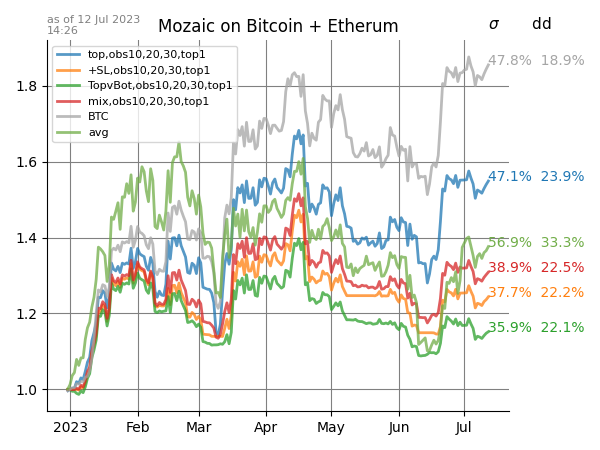 as of 12 Jul 2023
14:26
Mozaic on Bitcoin + Etherum
σ dd
top,obs10,20,30,top1
+SL,obs10,20,30,top1
TopvBot,obs10,20,30,top1
mix,obs10,20,30,top1
BTC
avg
47.8% 18.9%
47.1% 23.9%
56.9% 33.3%
38.9% 22.5%
37.7% 22.2%
35.9% 22.1%
1.8
1.6
1.4
1.2
1.0
2023 Feb Mar Apr May Jun Jul